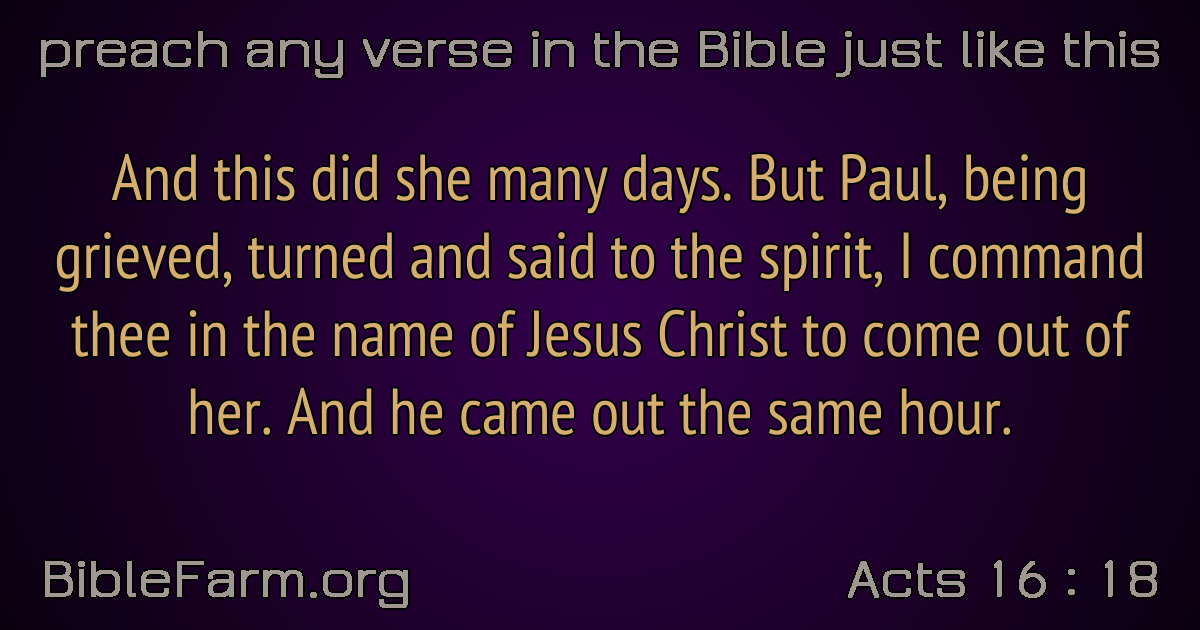 preach any verse in the Bible just like this
And this did she many days. But Paul, being
grieved, turned and said to the spirit, I command
thee in the name of Jesus Christ to come out of
her. And he came out the same hour.
BibleFarm.org
Acts 16 : 18